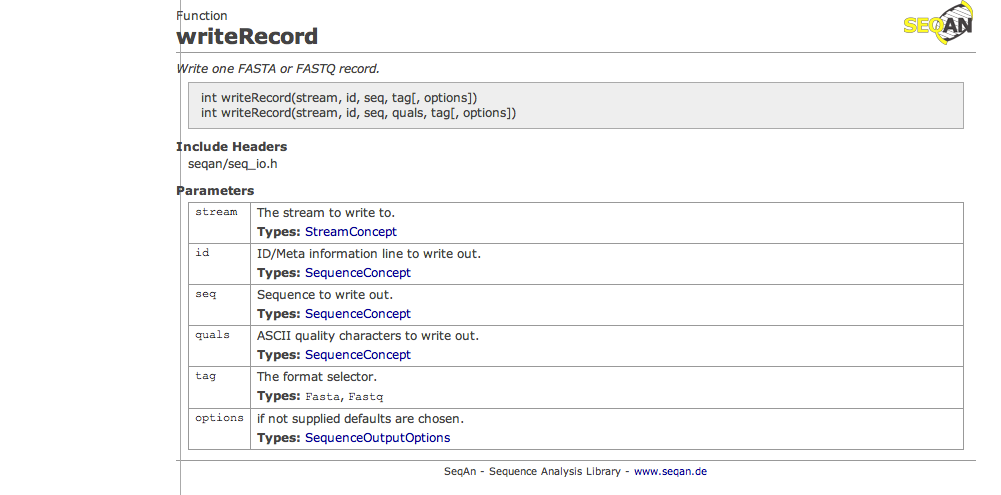 Function
SEQAN
writeRecord
Write one FASTA or FASTQ record.
int writeRecord(stream, id, seq, tag[, options])
int writeRecord(stream, id, seq, quals, tag[, options])
Include Headers
seqan/seq_io.h
Parameters
stream The stream to write to.
Types: StreamConcept
id ID/Meta information line to write out.
Types: SequenceConcept
seq Sequence to write out.
Types: SequenceConcept
quals ASCII quality characters to write out.
Types: SequenceConcept
tag The format selector.
Types: Fasta, Fastq
options if not supplied defaults are chosen.
Types: SequenceOutputOptions
SeqAn - Sequence Analysis Library - www.seqan.de